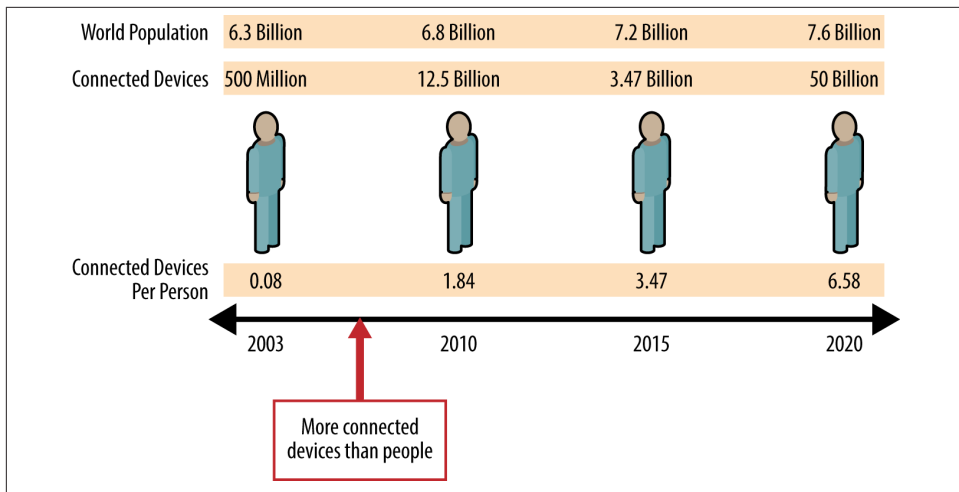 World Population 6.3 Billion 6.8 Billion 7.2 Billion 7.6 Billion
Connected Devices 500 Million 12.5 Billion 3.47 Billion 50 Billion
Connected Devices
Per Person 0.08 1.84 3.47 6.58
2003 2010 2015 2020
More connected
devices than people